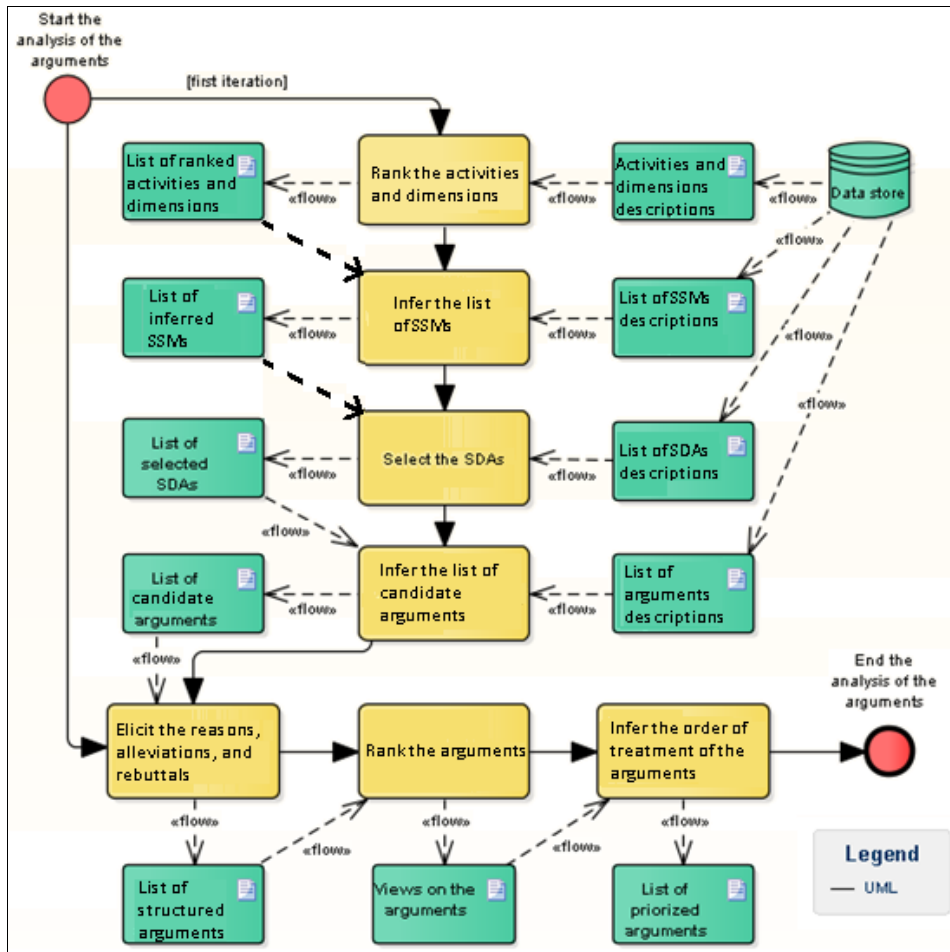 Start the
analysis of the
arguments
[first iteration]
List of ranked
activities and
dimensions
«flow»
Rank the activities
and dimensions
«flow»
Activities and
dimensions
descriptions
«flow»
Data store
«flow»
List of
inferred
SSMs
«flow»
Infer the list
of SSMs
«flow»
List of SSMs
descriptions
«flow»
«flow»
List of
selected
SDAs
«flow»
Select the SDAs
«flow»
List of SDAs
descriptions
«flow»
List of
candidate
arguments
«flow»
Infer the list of
candidate
arguments
«flow»
List of
arguments
descriptions
«flow»
End the
analysis of the
arguments
Elicit the reasons,
alleviations, and
rebuttals
Rank the arguments
Infer the order of
treatment of the
arguments
«flow»
«flow»
«flow»
«flow»
«flow»
List of
structured
arguments
Views on the
arguments
List of
priorized
arguments
Legend
UML